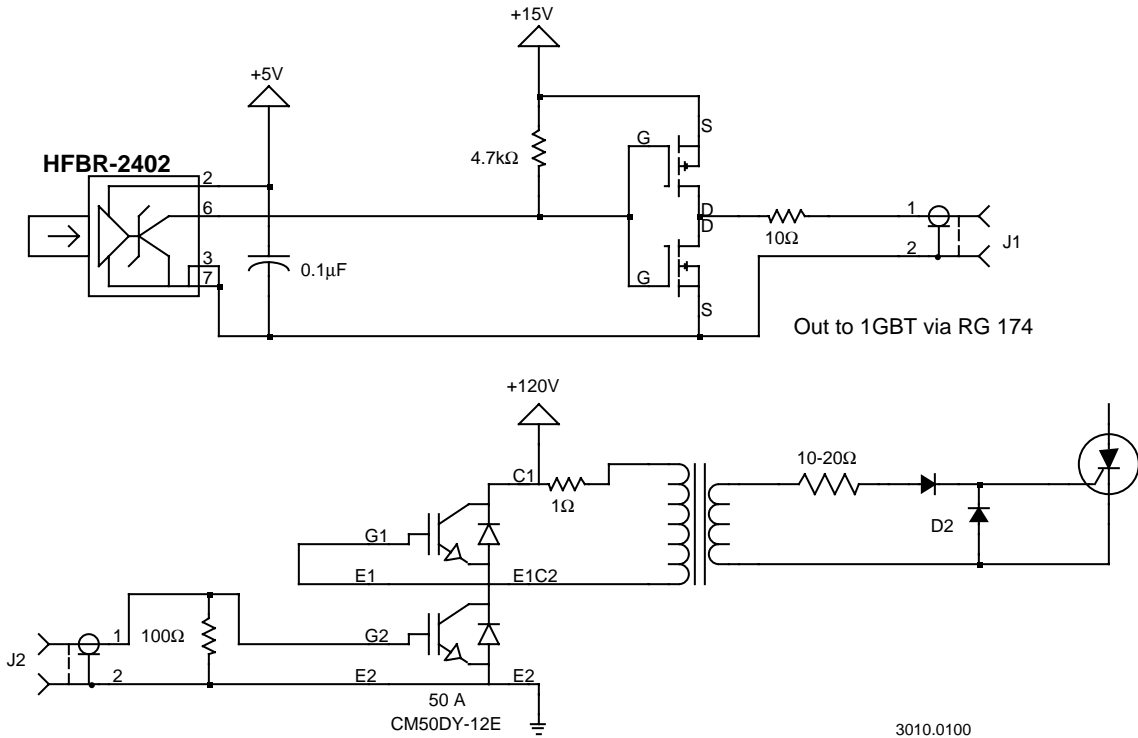 +15V
+5V
HFBR-2402
2
6
3
7
4.7kΩ
0.1µF
G
S
D
D
G
S
10Ω
1
2
J1
Out to 1GBT via RG 174
+120V
C1
1Ω
G1
E1
E1C2
10-20Ω
D2
J2
1
2
100Ω
G2
E2
E2
50 A
CM50DY-12E
3010.0100